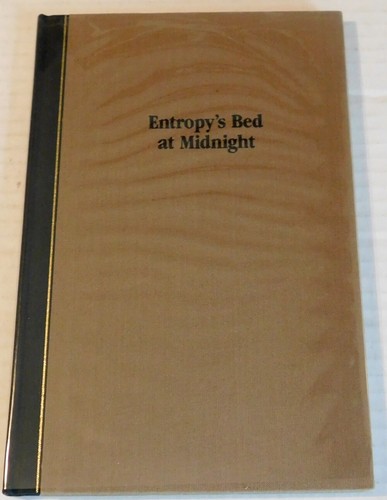 Entropy's Bed
at Midnight